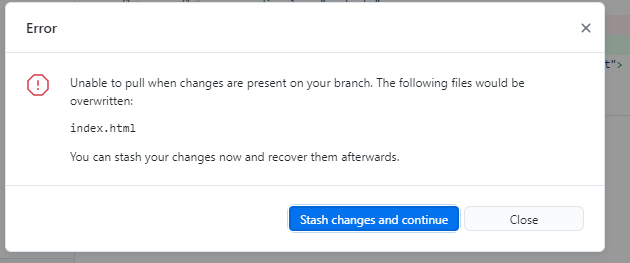 Error
Unable to pull when changes are present on your branch. The following files would be
overwritten:
index.html
You can stash your changes now and recover them afterwards.
Stash changes and continue
Close